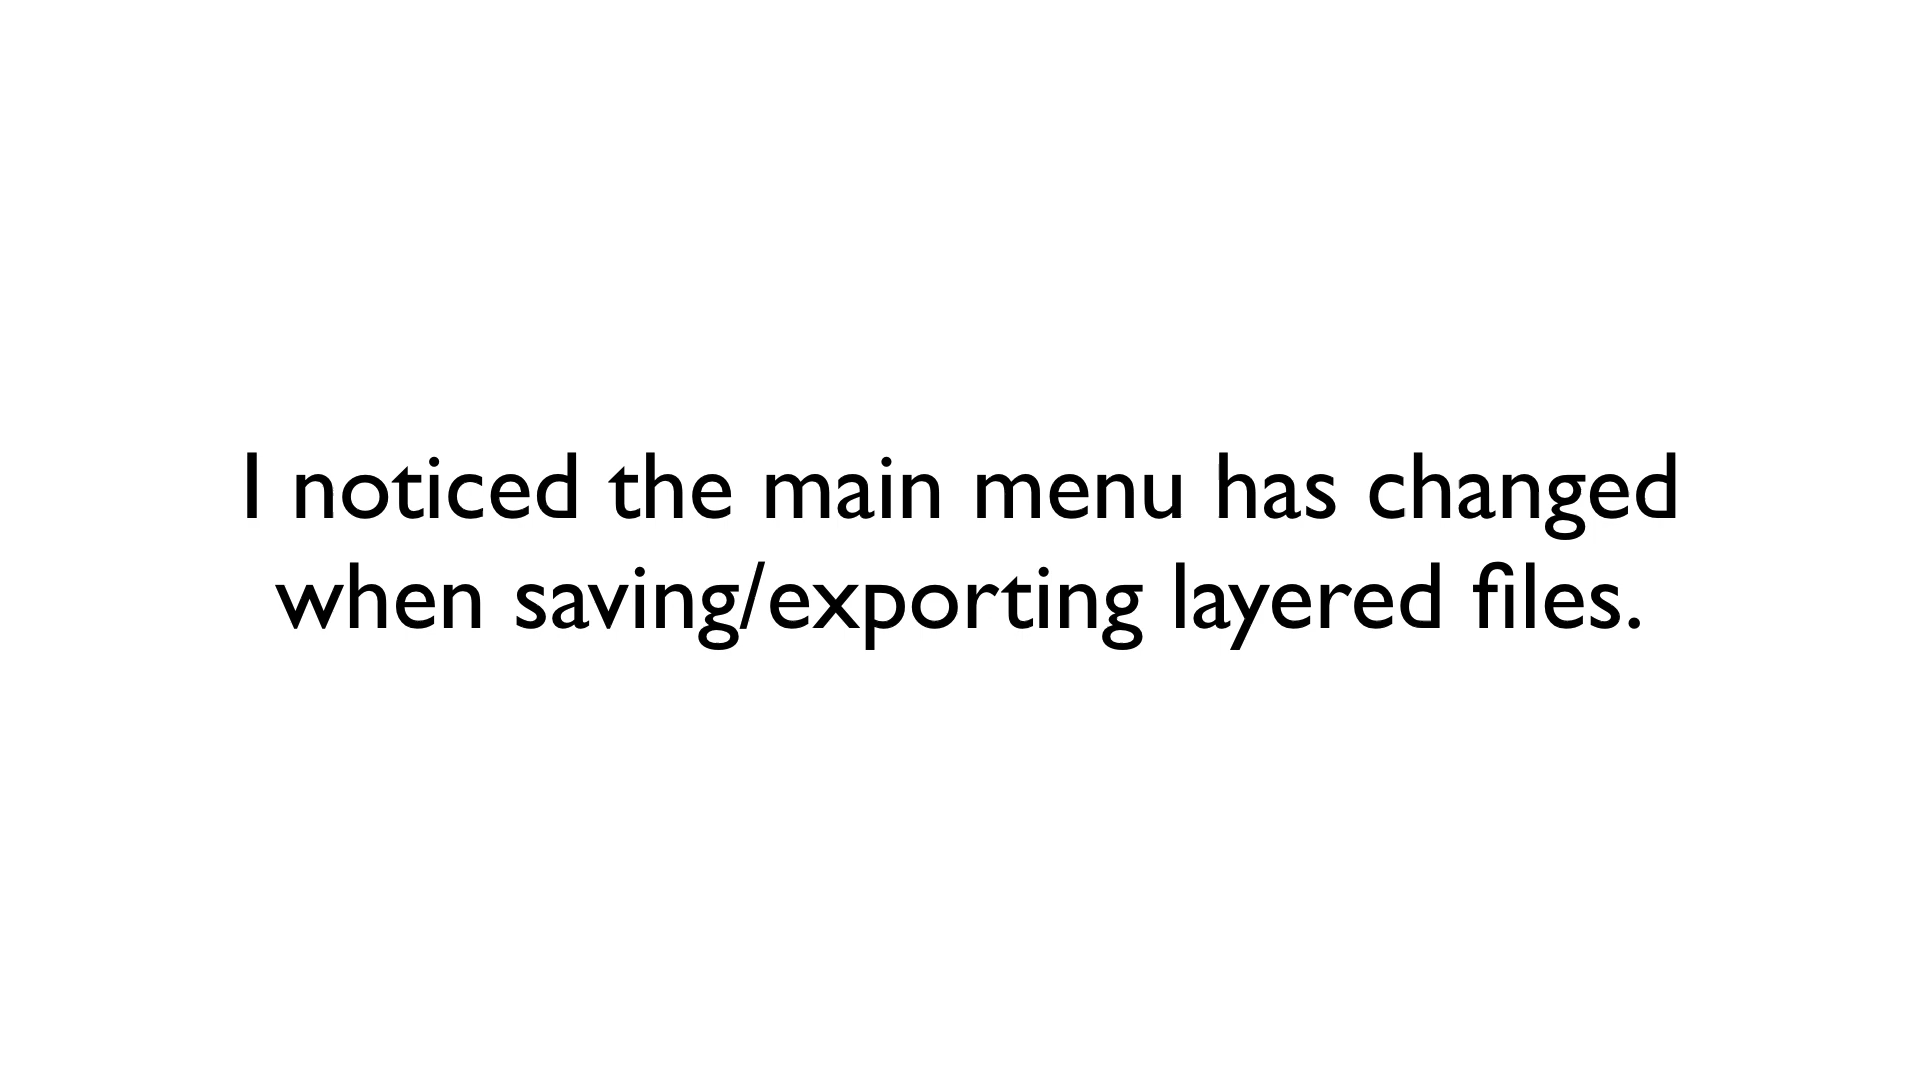 I noticed the main menu has changed
when saving/exporting layered files.